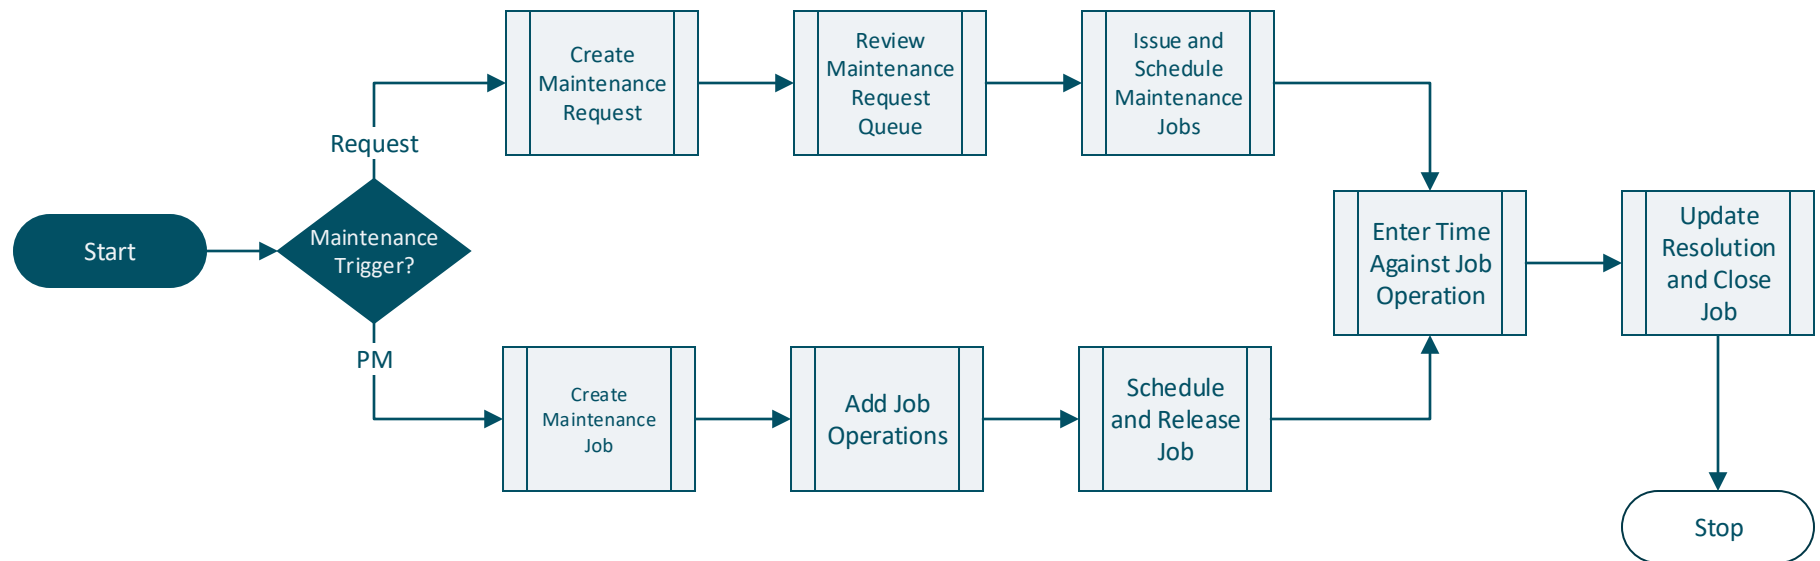 Start
Maintenance
Trigger?
Request
Create
Maintenance
Request
Review
Maintenance
Request
Queue
Issue and
Schedule
Maintenance
Jobs
PM
Create
Maintenance
Job
Add Job
Operations
Schedule
and Release
Job
Enter Time
Against Job
Operation
Update
Resolution
and Close
Job
Stop